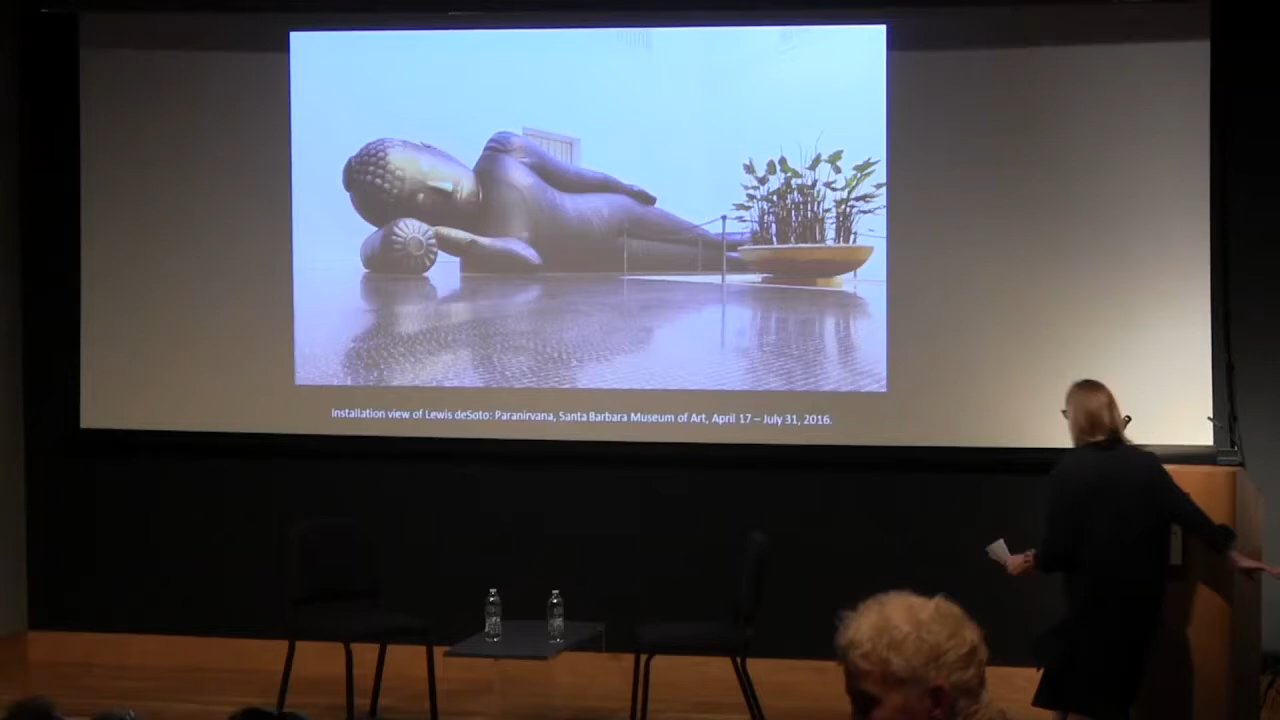 Installation view of Lewis deSoto: Paranirvana, Santa Barbara Museum of Art, April 17 – July 31, 2016.